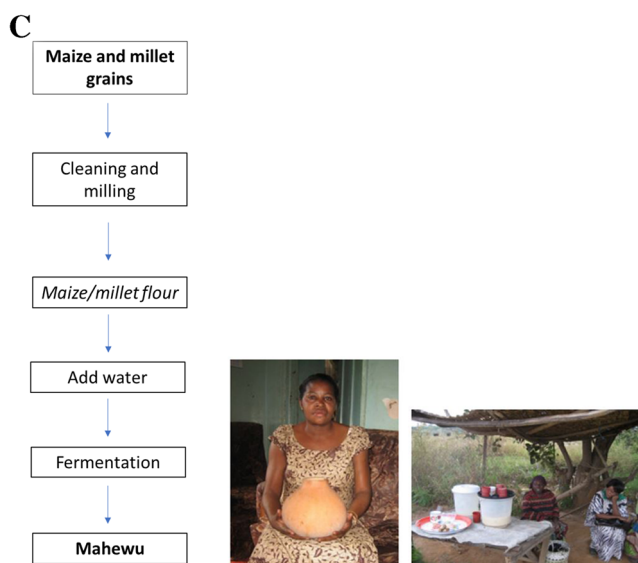 C
Maize and millet
grains
Cleaning and
milling
Maize/millet flour
Add water
Fermentation
Mahewu